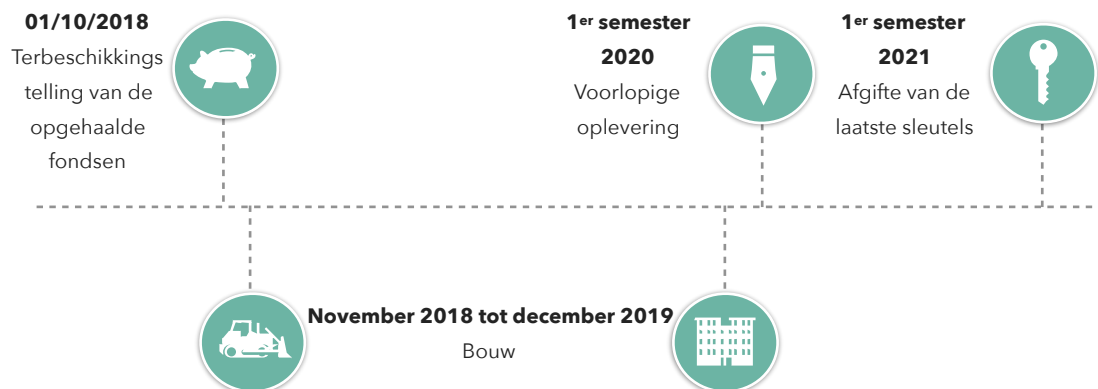 01/10/2018
Terbeschikkings
telling van de
opgehaalde
fondsen
1er semester
2020
Voorlopige
oplevering
1er semester
2021
Afgifte van de
laatste sleutels
November 2018 tot december 2019
Bouw